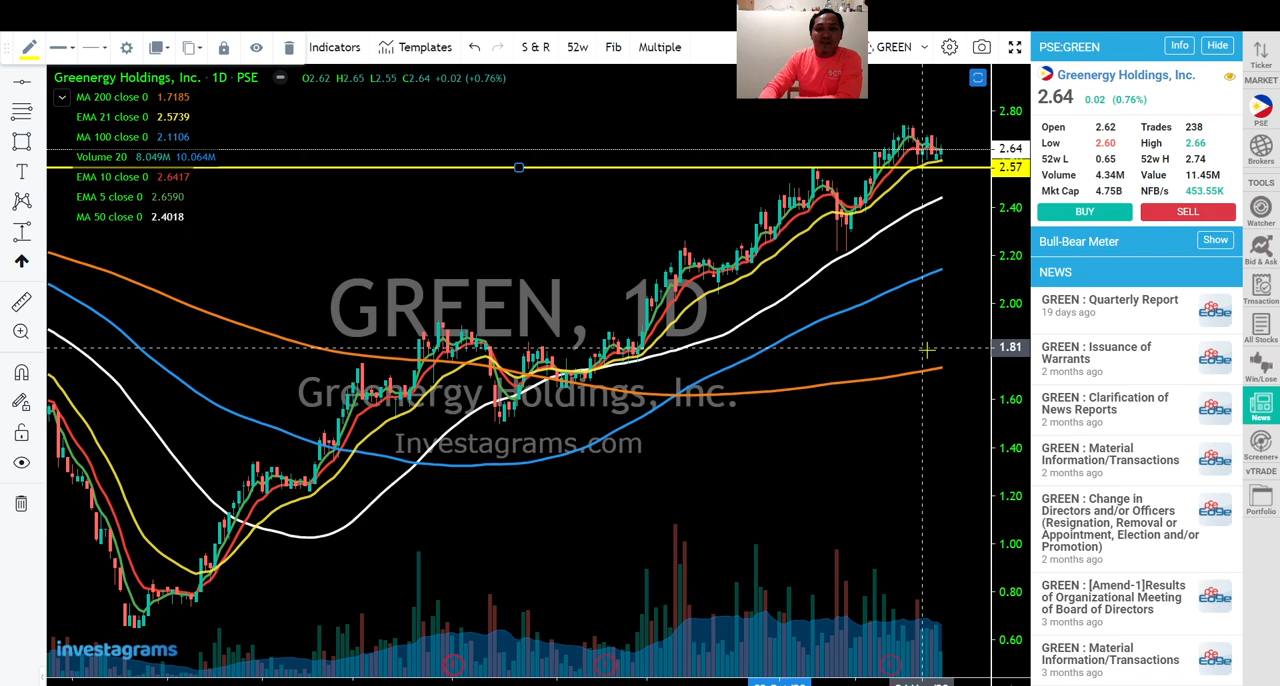 Indicators Templates S & R 52w Fib Multiple GREEN
Greenergy Holdings, Inc. · 1D · PSE O2.62 H2.65 L2.55 C2.64 +0.02 (+0.76%)
MA 200 close 0 1.7185
EMA 21 close 0 2.5739
MA 100 close 0 2.1106
Volume 20 8.049M 10.064M
EMA 10 close 0 2.6417
EMA 5 close 0 2.6590
MA 50 close 0 2.4018
GREEN, 1D
Greenergy Holdings, Inc.
Investagrams.com
investagrams
2.80
2.64
2.57
2.40
2.20
2.00
1.81
1.60
1.40
1.20
1.00
0.80
0.60
PSE:GREEN Info Hide
Greenergy Holdings, Inc.
2.64 0.02 (0.76%)
Open 2.62 Trades 238
Low 2.60 High 2.66
52w L 0.65 52w H 2.74
Volume 4.34M Value 11.45M
Mkt Cap 4.75B NFB/s 453.55K
BUY SELL
Bull-Bear Meter Show
NEWS
GREEN : Quarterly Report
19 days ago
GREEN : Issuance of
Warrants
2 months ago
GREEN : Clarification of
News Reports
2 months ago
GREEN : Material
Information/Transactions
2 months ago
GREEN : Change in
Directors and/or Officers
(Resignation, Removal or
Appointment, Election and/or
Promotion)
2 months ago
GREEN : [Amend-1]Results
of Organizational Meeting
of Board of Directors
3 months ago
GREEN : Material
Information/Transactions
3 months ago
Edge
Edge
Edge
Edge
Edge
Edge
Edge
Ticker
MARKET
PSE
Brokers
TOOLS
Watcher
Bid & Ask
Trnsaction
All Stocks
Win/Lose
News
Screener+
vTRADE
Portfolio